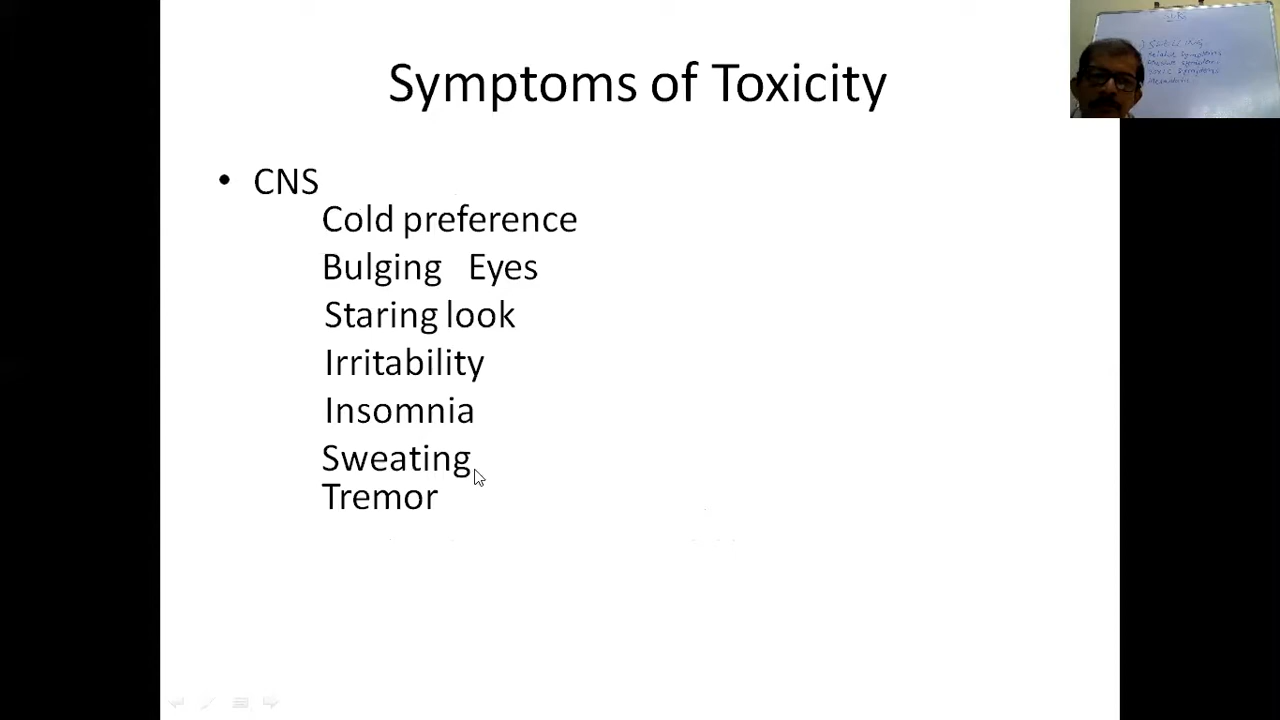 Symptoms of Toxicity
• CNS
Cold preference
Bulging Eyes
Staring look
Irritability
Insomnia
Sweating
Tremor